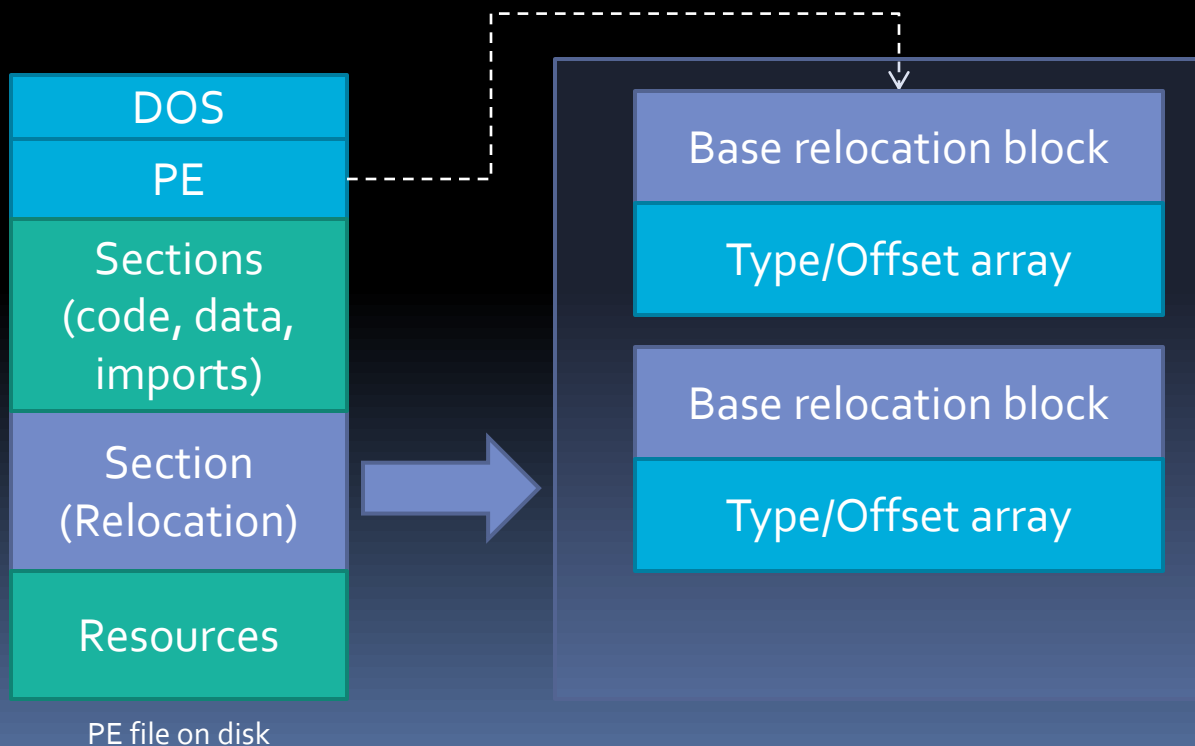 DOS
PE
Sections
(code, data,
imports)
Section
(Relocation)
Resources
PE file on disk
Base relocation block
Type/Offset array
Base relocation block
Type/Offset array